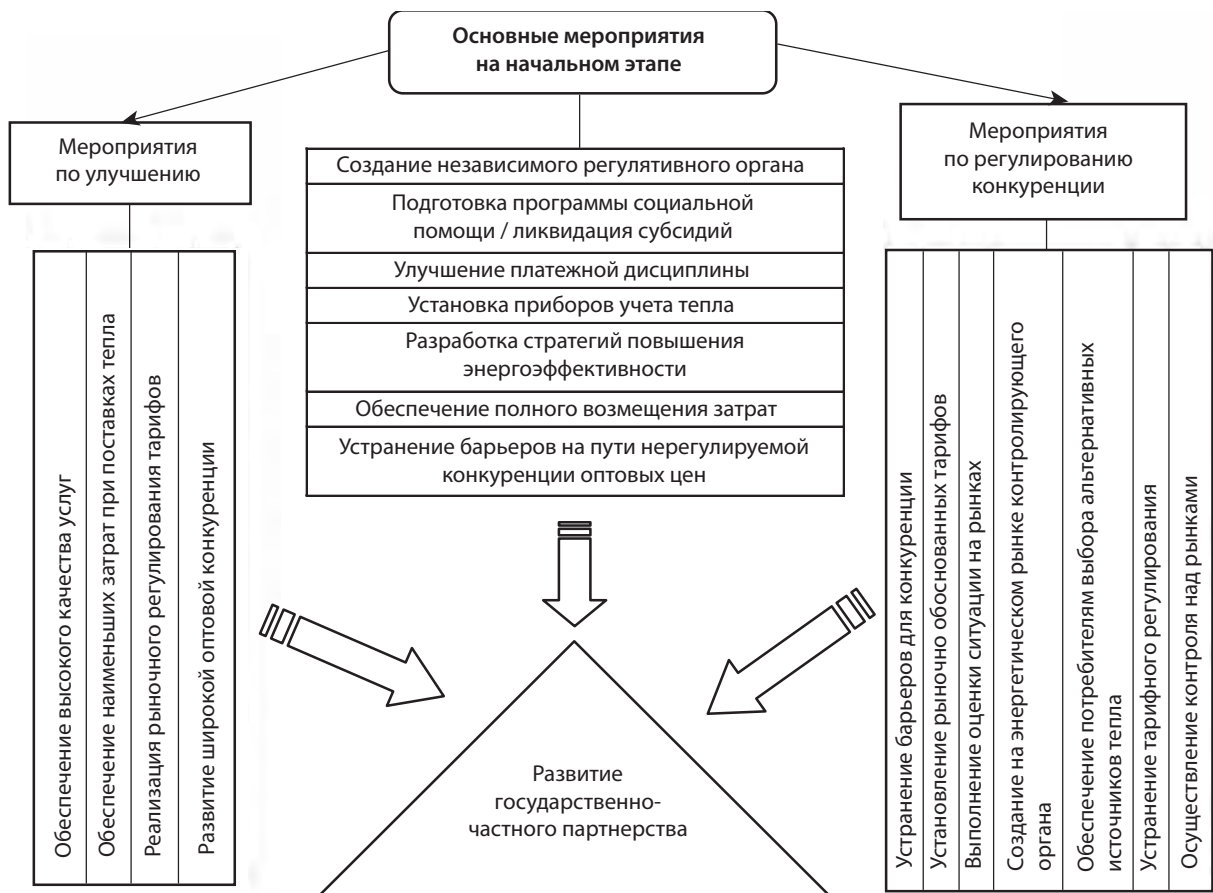 Основные мероприятия
на начальном этапе
Мероприятия
по улучшению
Обеспечение высокого качества услуг
Обеспечение наименьших затрат при поставках тепла
Реализация рыночного регулирования тарифов
Развитие широкой оптовой конкуренции
Создание независимого регулятивного органа
Подготовка программы социальной
помощи / ликвидация субсидий
Улучшение платежной дисциплины
Установка приборов учета тепла
Разработка стратегий повышения
энергоэффективности
Обеспечение полного возмещения затрат
Устранение барьеров на пути нерегулируемой
конкуренции оптовых цен
Мероприятия
по регулированию
конкуренции
Устранение барьеров для конкуренции
Установление рыночно обоснованных тарифов
Выполнение оценки ситуации на рынках
Создание на энергетическом рынке контролирующего
органа
Обеспечение потребителям выбора альтернативных
источников тепла
Устранение тарифного регулирования
Осуществление контроля над рынками
Развитие
государственно-
частного партнерства